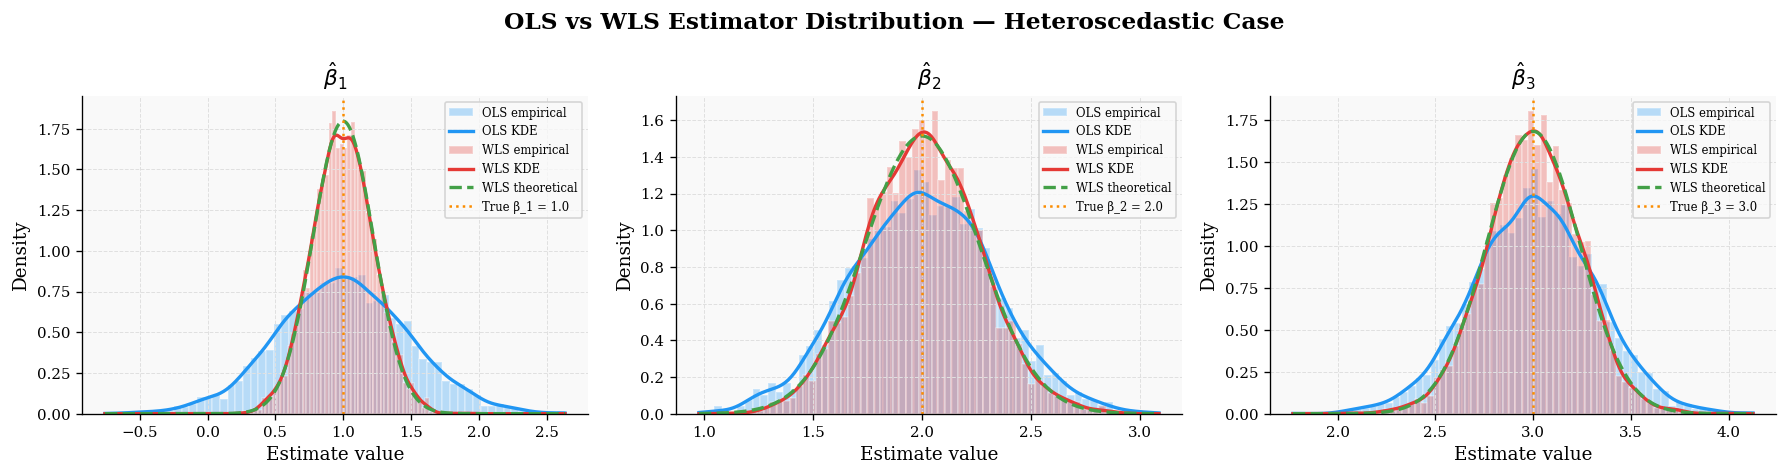 OLS vs WLS Estimator Distribution — Heteroscedastic Case
β̂₁
Density
1.75
1.50
1.25
1.00
0.75
0.50
0.25
0.00
−0.5 0.0 0.5 1.0 1.5 2.0 2.5
Estimate value
OLS empirical
OLS KDE
WLS empirical
WLS KDE
WLS theoretical
True β_1 = 1.0
β̂₂
Density
1.6
1.4
1.2
1.0
0.8
0.6
0.4
0.2
0.0
1.0 1.5 2.0 2.5 3.0
Estimate value
OLS empirical
OLS KDE
WLS empirical
WLS KDE
WLS theoretical
True β_2 = 2.0
β̂₃
Density
1.75
1.50
1.25
1.00
0.75
0.50
0.25
0.00
2.0 2.5 3.0 3.5 4.0
Estimate value
OLS empirical
OLS KDE
WLS empirical
WLS KDE
WLS theoretical
True β_3 = 3.0